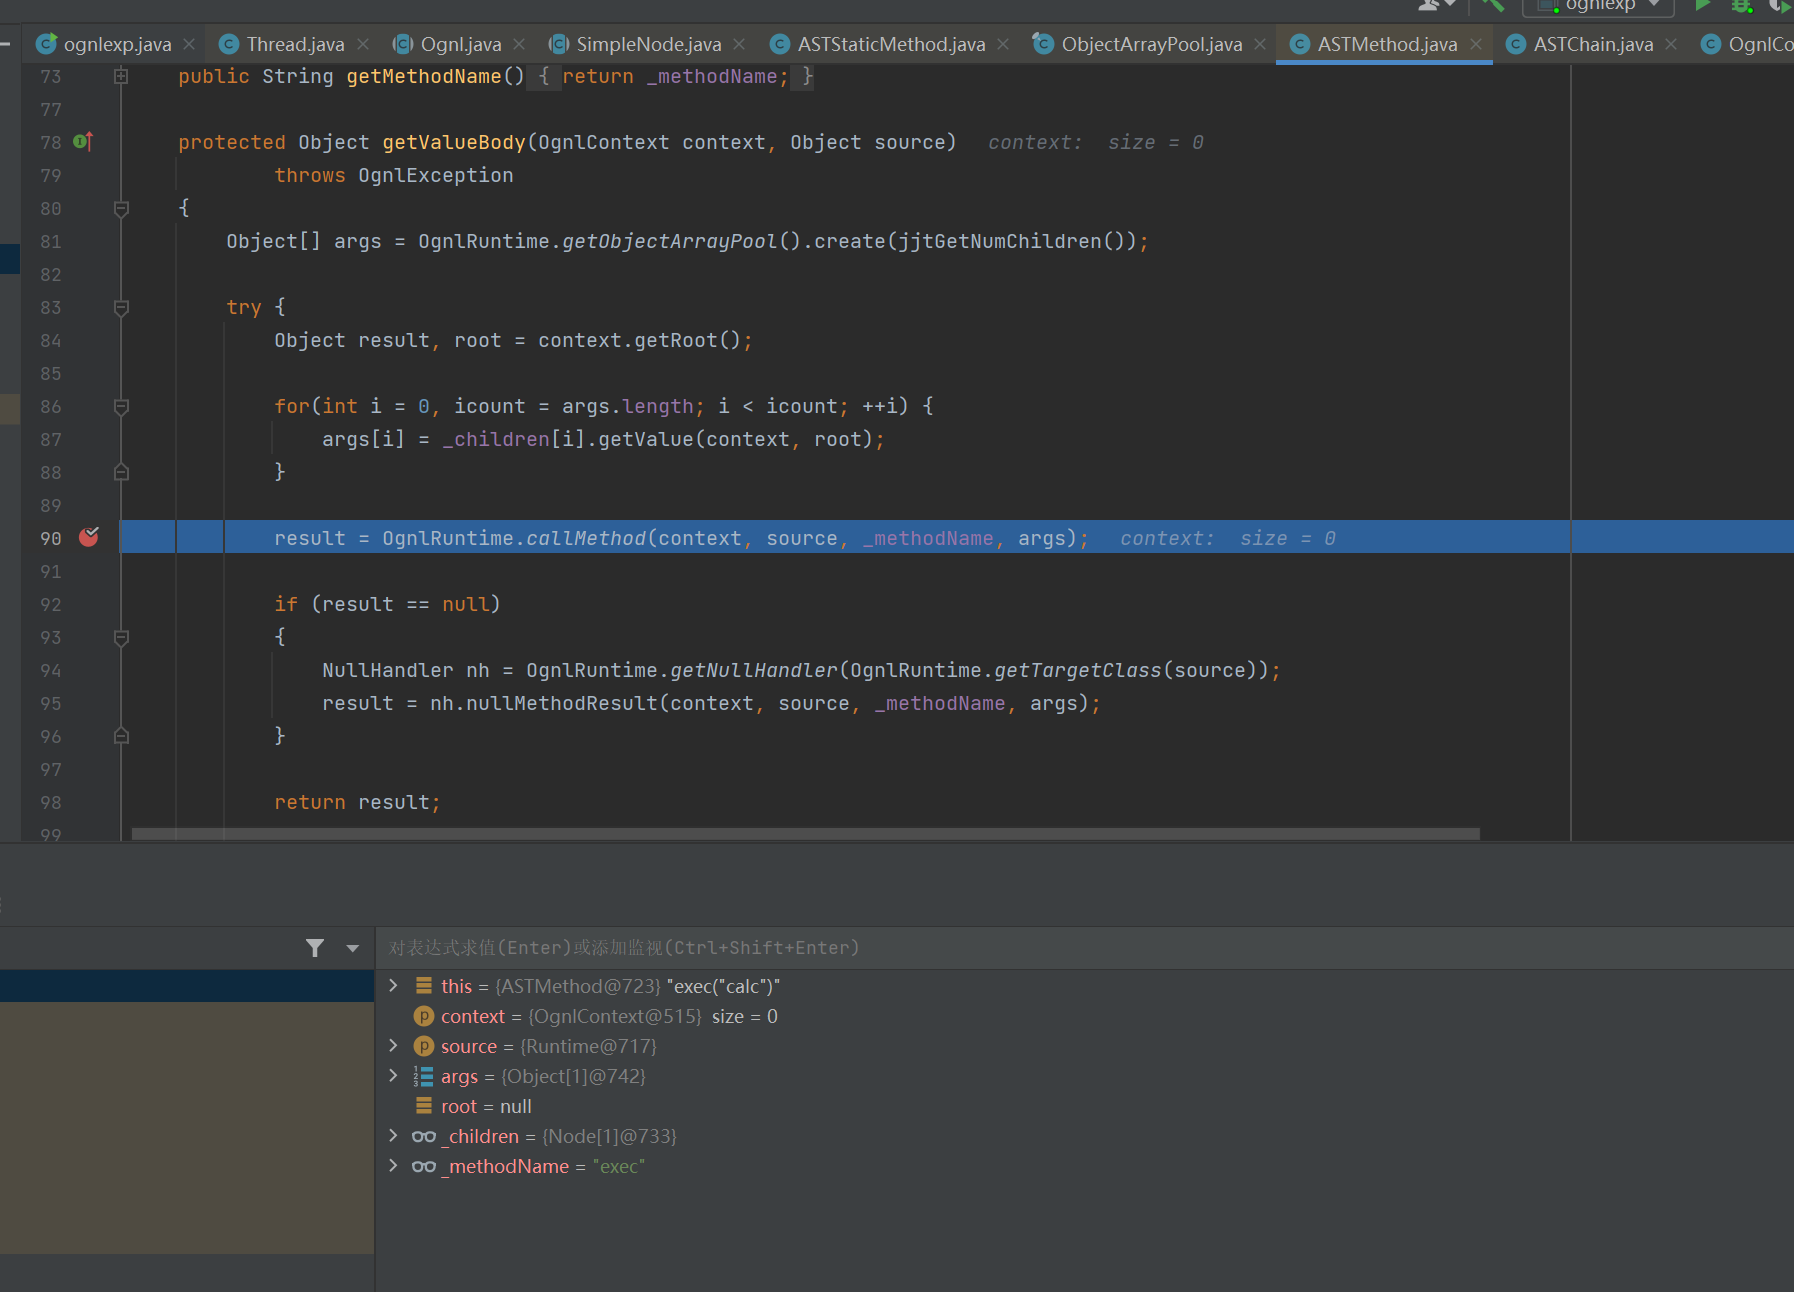 ognlexp
ognlexp.java Thread.java Ognl.java SimpleNode.java ASTStaticMethod.java ObjectArrayPool.java ASTMethod.java ASTChain.java OgnlCo
73 public String getMethodName() { return _methodName; }
77
78 protected Object getValueBody(OgnlContext context, Object source) context: size = 0
79 throws OgnlException
80 {
81 Object[] args = OgnlRuntime.getObjectArrayPool().create(jjtGetNumChildren());
82
83 try {
84 Object result, root = context.getRoot();
85
86 for(int i = 0, icount = args.length; i < icount; ++i) {
87 args[i] = _children[i].getValue(context, root);
88 }
89
90 result = OgnlRuntime.callMethod(context, source, _methodName, args); context: size = 0
91
92 if (result == null)
93 {
94 NullHandler nh = OgnlRuntime.getNullHandler(OgnlRuntime.getTargetClass(source));
95 result = nh.nullMethodResult(context, source, _methodName, args);
96 }
97
98 return result;
99
对表达式求值(Enter)或添加监视(Ctrl+Shift+Enter)
this = {ASTMethod@723} "exec("calc")"
context = {OgnlContext@515} size = 0
source = {Runtime@717}
args = {Object[1]@742}
root = null
_children = {Node[1]@733}
_methodName = "exec"